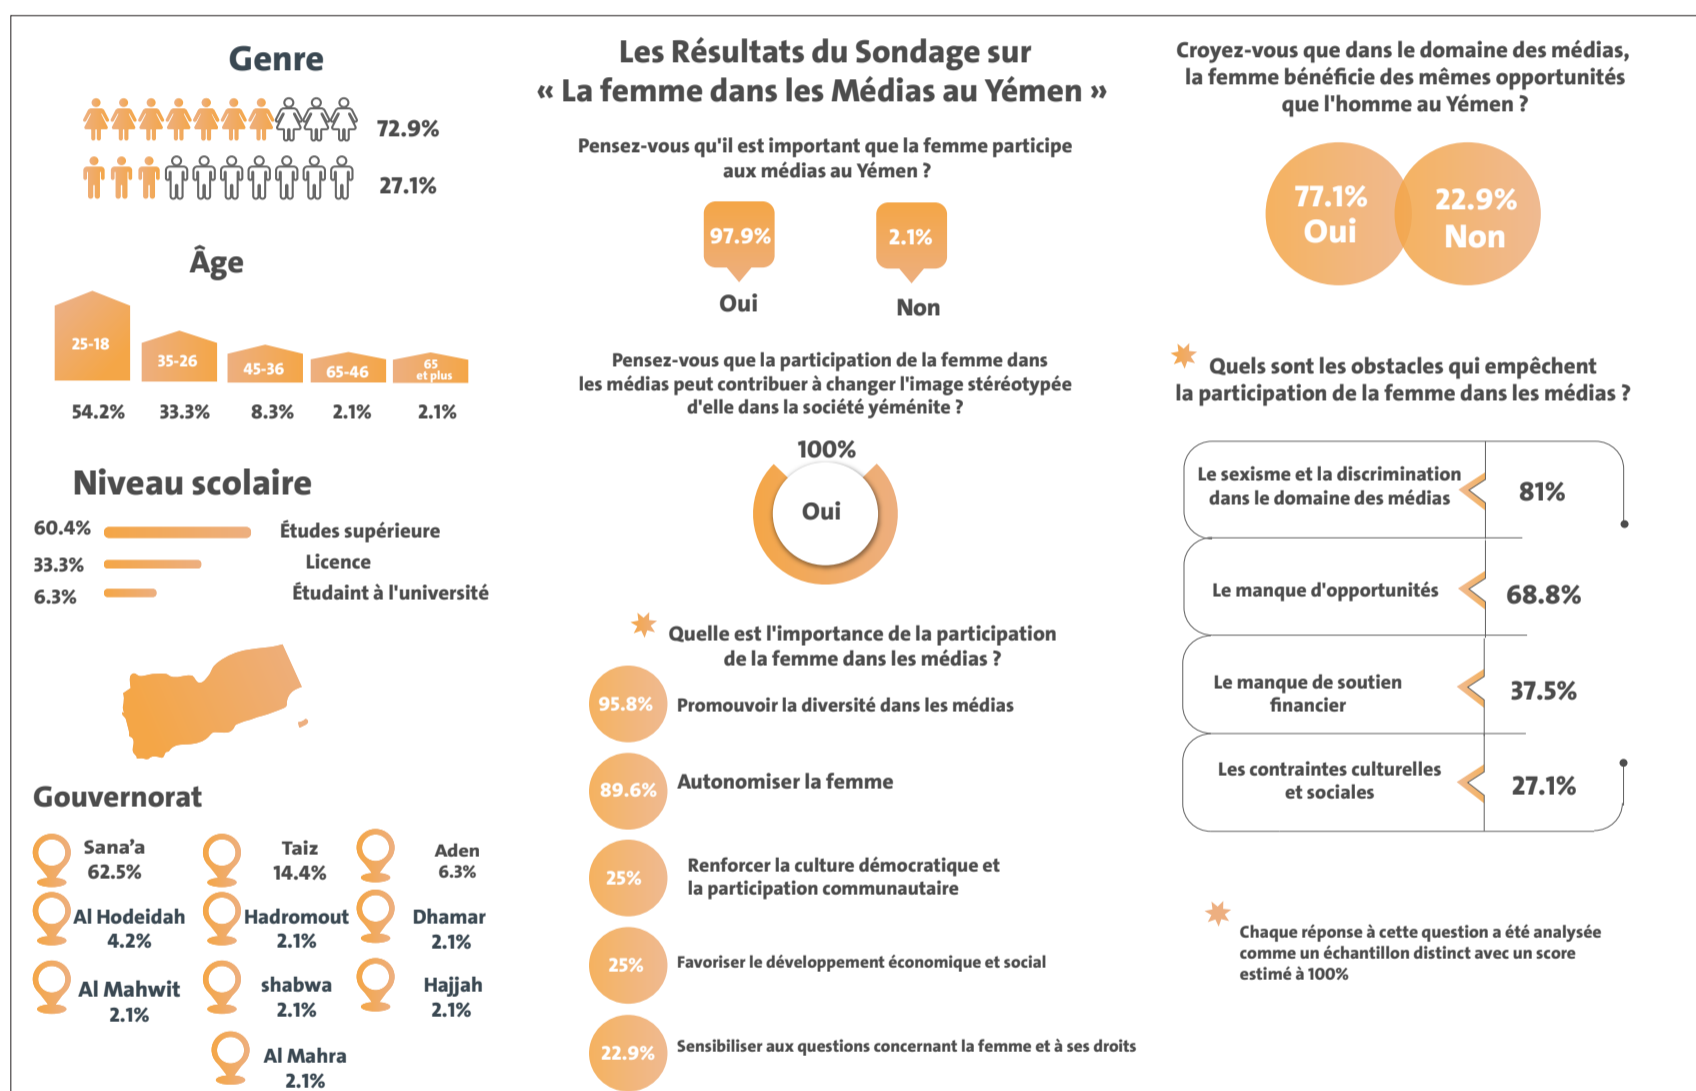 Genre
72.9%
27.1%
Âge
25-18
35-26
45-36
65-46
65
et plus
54.2%
33.3%
8.3%
2.1%
2.1%
Niveau scolaire
60.4%
Études supérieure
33.3%
Licence
6.3%
Étudaint à l'université
Gouvernorat
Sana’a
62.5%
Taiz
14.4%
Aden
6.3%
Al Hodeidah
4.2%
Hadromout
2.1%
Dhamar
2.1%
Al Mahwit
2.1%
shabwa
2.1%
Hajjah
2.1%
Al Mahra
2.1%
Les Résultats du Sondage sur
« La femme dans les Médias au Yémen »
Pensez-vous qu'il est important que la femme participe
aux médias au Yémen ?
97.9%
Oui
2.1%
Non
Pensez-vous que la participation de la femme dans
les médias peut contribuer à changer l'image stéréotypée
d'elle dans la société yéménite ?
100%
Oui
Quelle est l'importance de la participation
de la femme dans les médias ?
95.8%
Promouvoir la diversité dans les médias
89.6%
Autonomiser la femme
25%
Renforcer la culture démocratique et
la participation communautaire
25%
Favoriser le développement économique et social
22.9%
Sensibiliser aux questions concernant la femme et à ses droits
Croyez-vous que dans le domaine des médias,
la femme bénéficie des mêmes opportunités
que l'homme au Yémen ?
77.1%
Oui
22.9%
Non
Quels sont les obstacles qui empêchent
la participation de la femme dans les médias ?
Le sexisme et la discrimination
dans le domaine des médias
81%
Le manque d'opportunités
68.8%
Le manque de soutien
financier
37.5%
Les contraintes culturelles
et sociales
27.1%
Chaque réponse à cette question a été analysée
comme un échantillon distinct avec un score
estimé à 100%